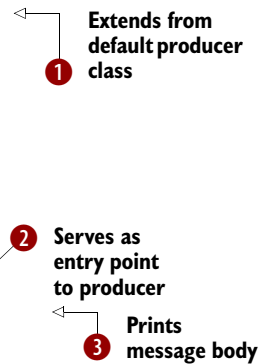 Extends from
default producer
1 class
2 Serves as
entry point
to producer
Prints
3 message body